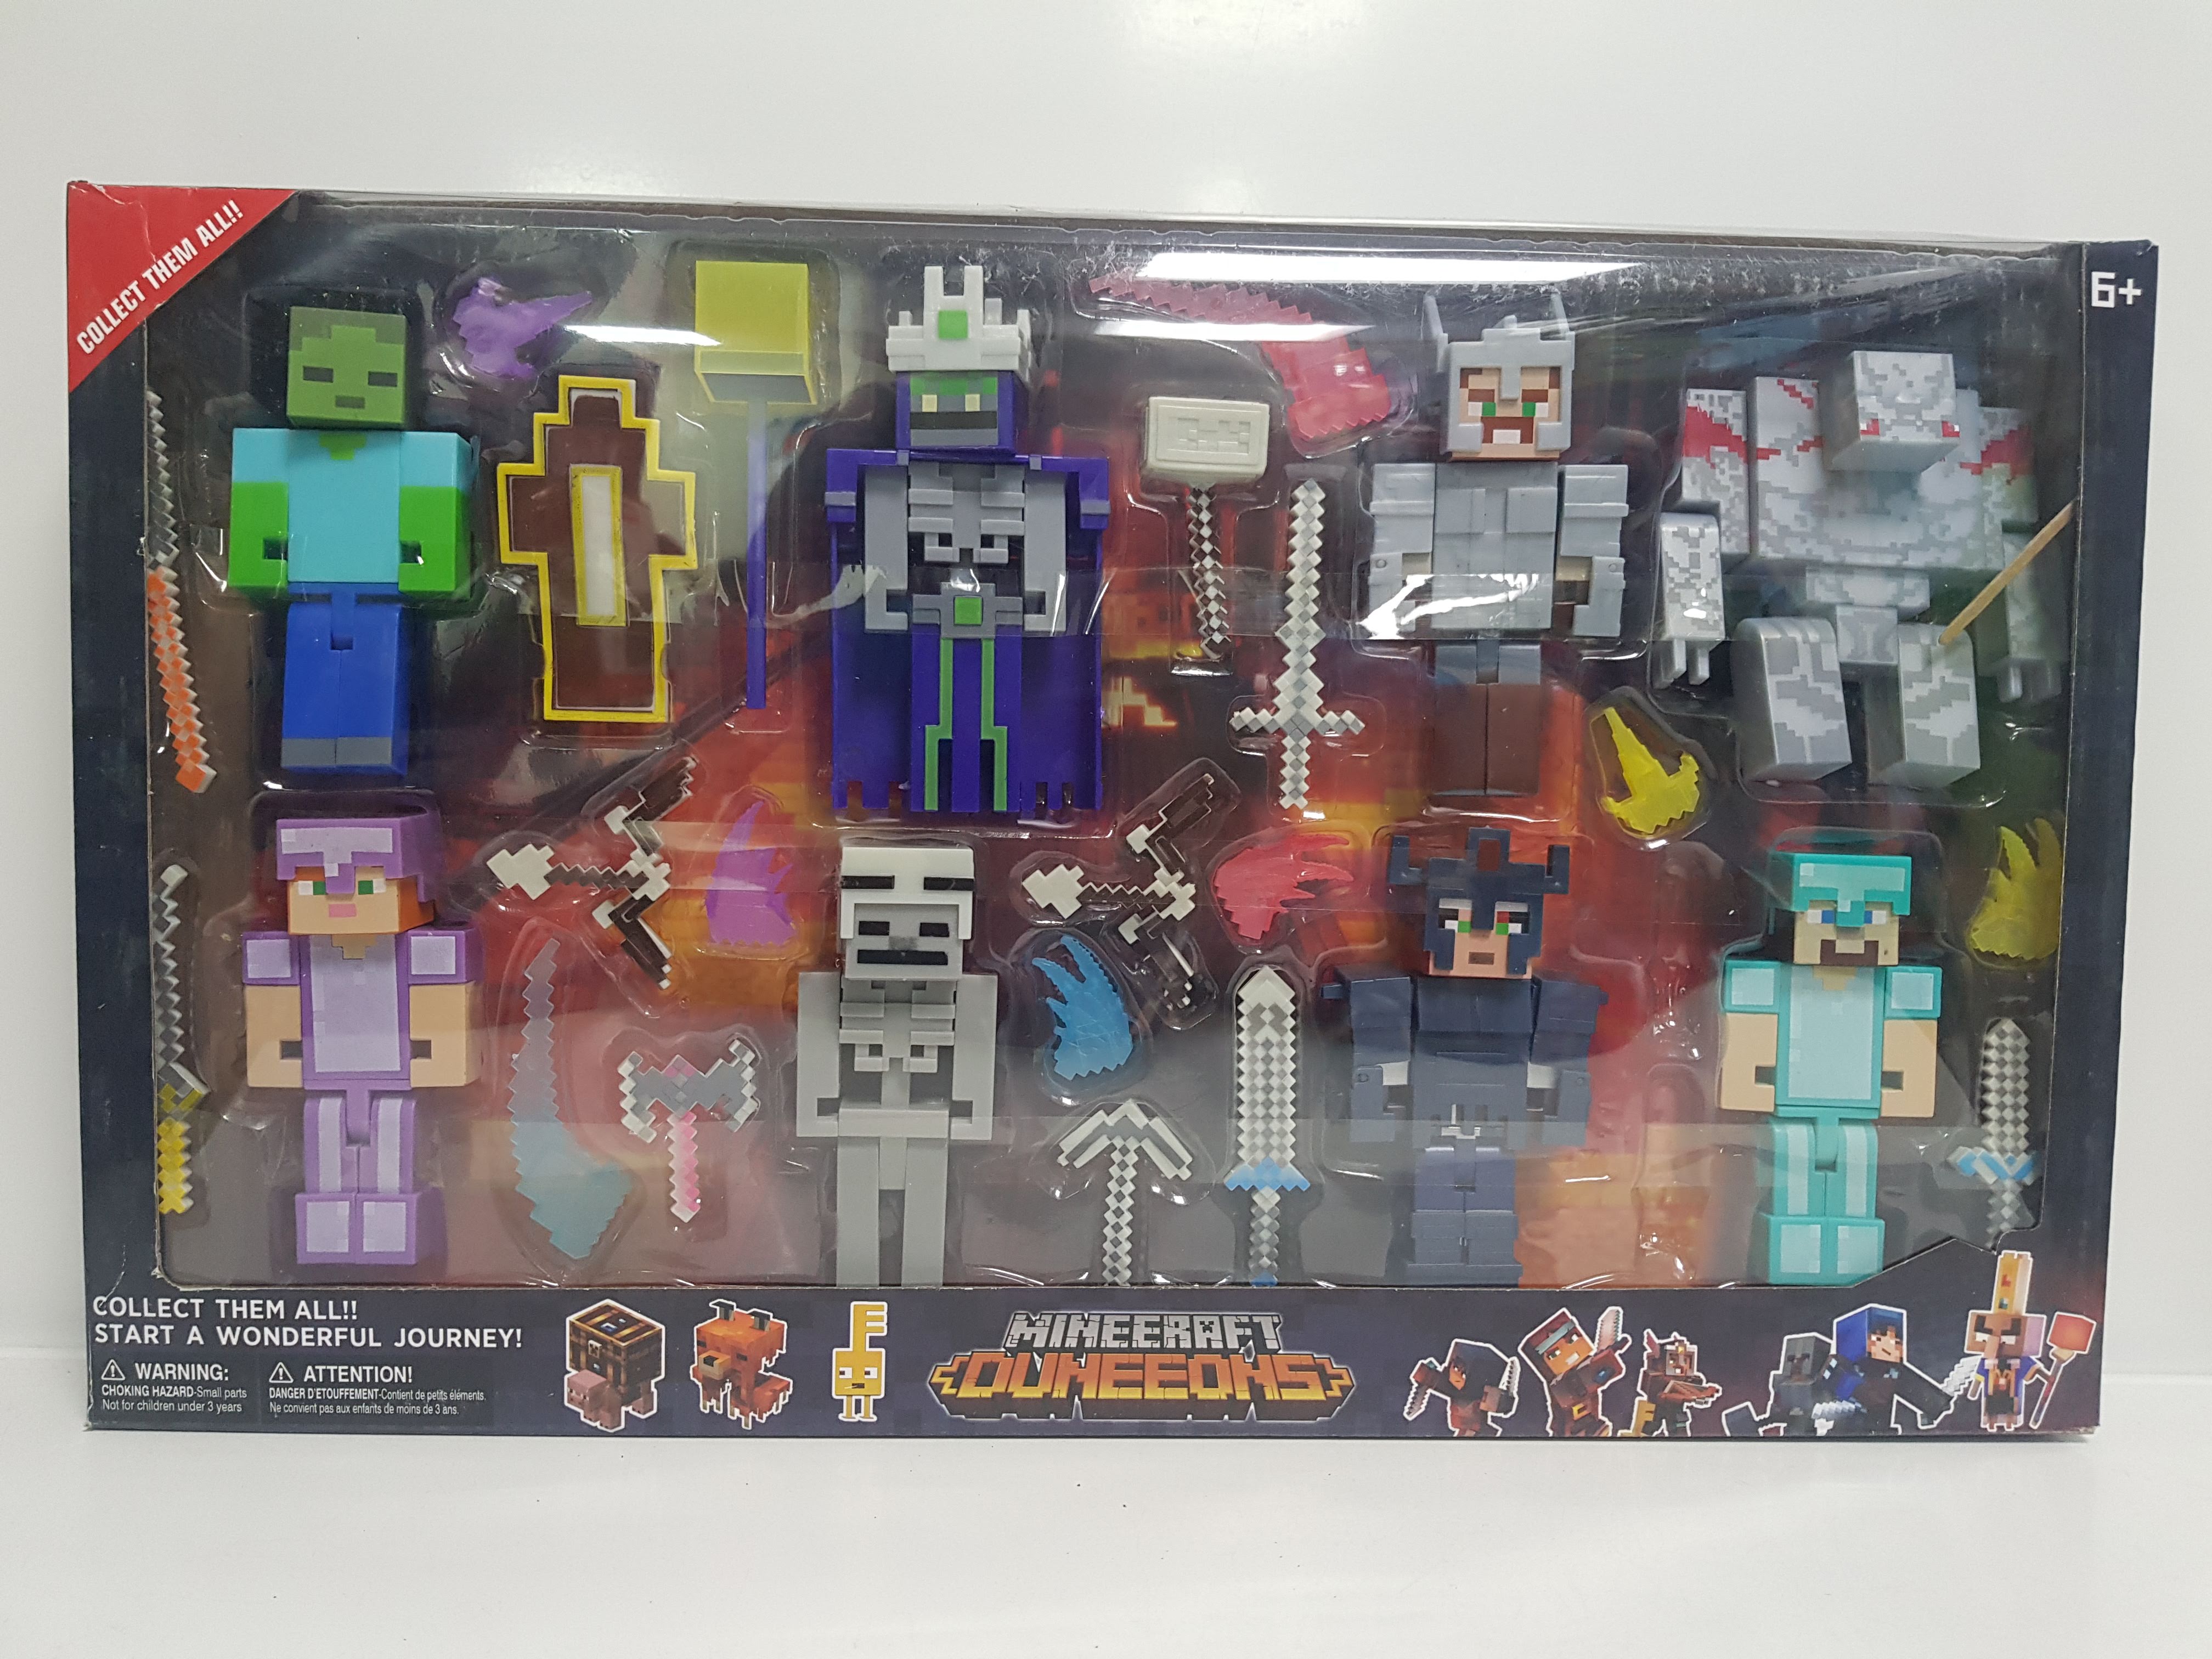 COLLECT THEM ALL!!
6+
COLLECT THEM ALL!!
START A WONDERFUL JOURNEY!
WARNING:
CHOKING HAZARD-Small parts
Not for children under 3 years
ATTENTION!
DANGER D'ETOUFFEMENT-Contient de petits éléments.
Ne convient pas aux enfants de moins de 3 ans.
MINEERAFT
DUNEEONS